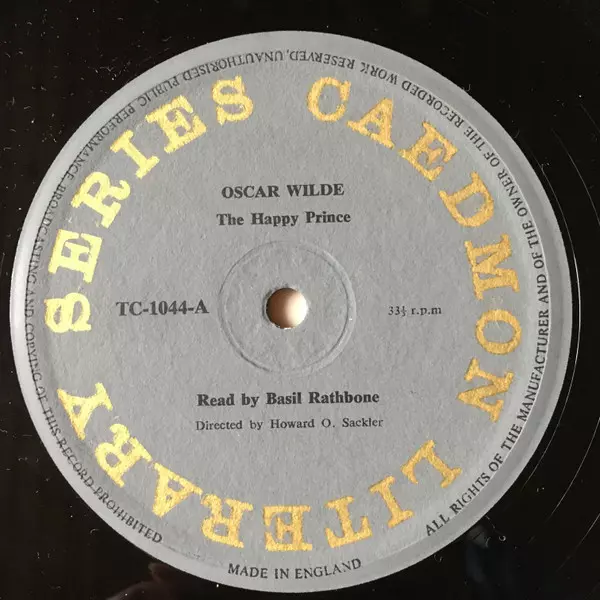 CAEDMON LITERARY SERIES
ALL RIGHTS OF THE MANUFACTURER AND OF THE OWNER OF THE RECORDED WORK RESERVED, UNAUTHORISED PUBLIC PERFORMANCE, BROADCASTING AND COPYING OF THIS RECORD PROHIBITED
OSCAR WILDE
The Happy Prince
TC-1044-A
33⅓ r.p.m
Read by Basil Rathbone
Directed by Howard O. Sackler
MADE IN ENGLAND